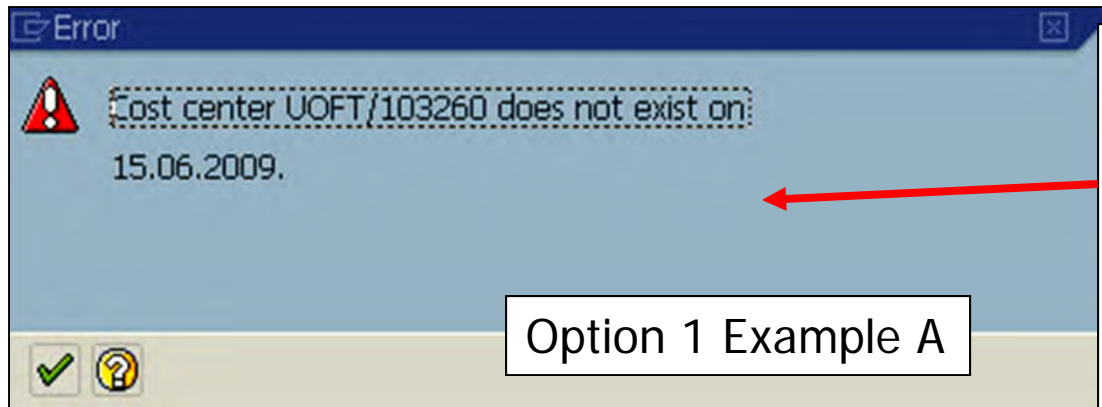 Error
Cost center UOFT/103260 does not exist on
15.06.2009.
Option 1 Example A